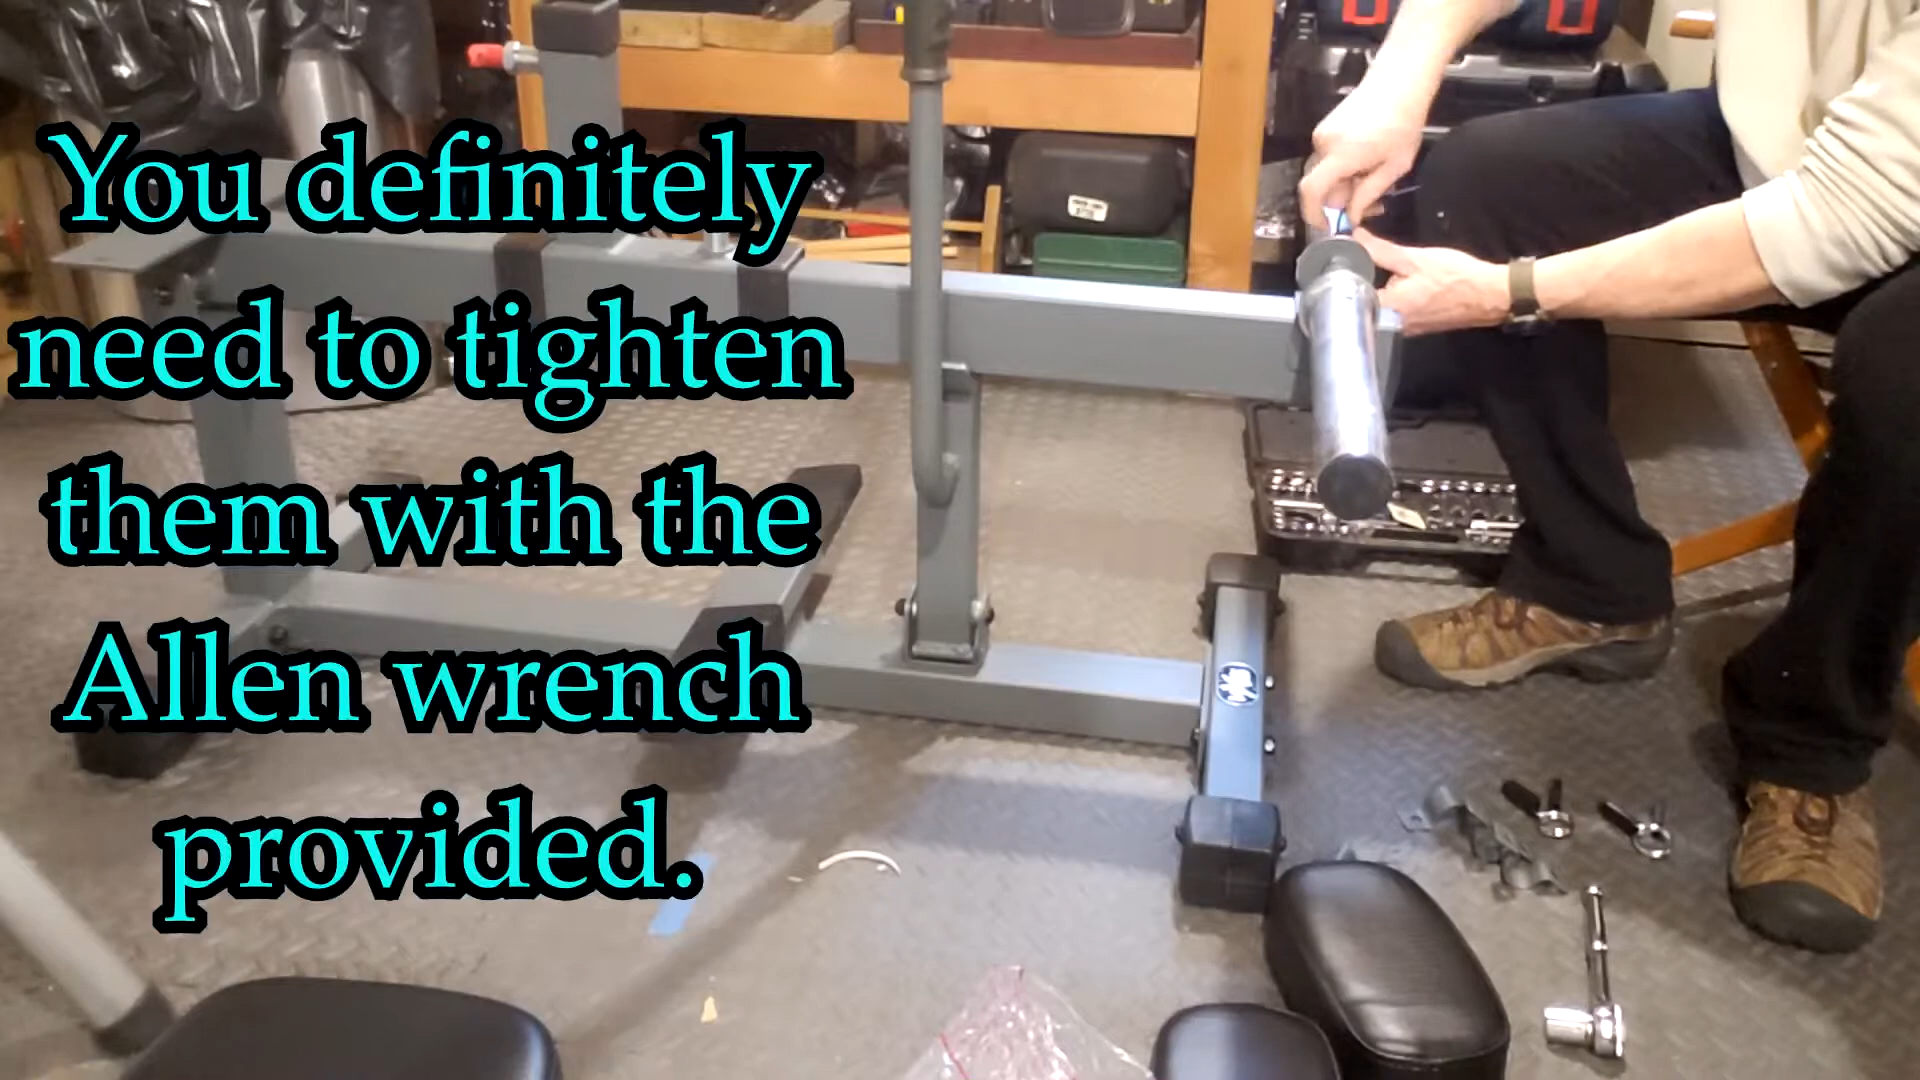 You definitely
need to tighten
them with the
Allen wrench
provided.